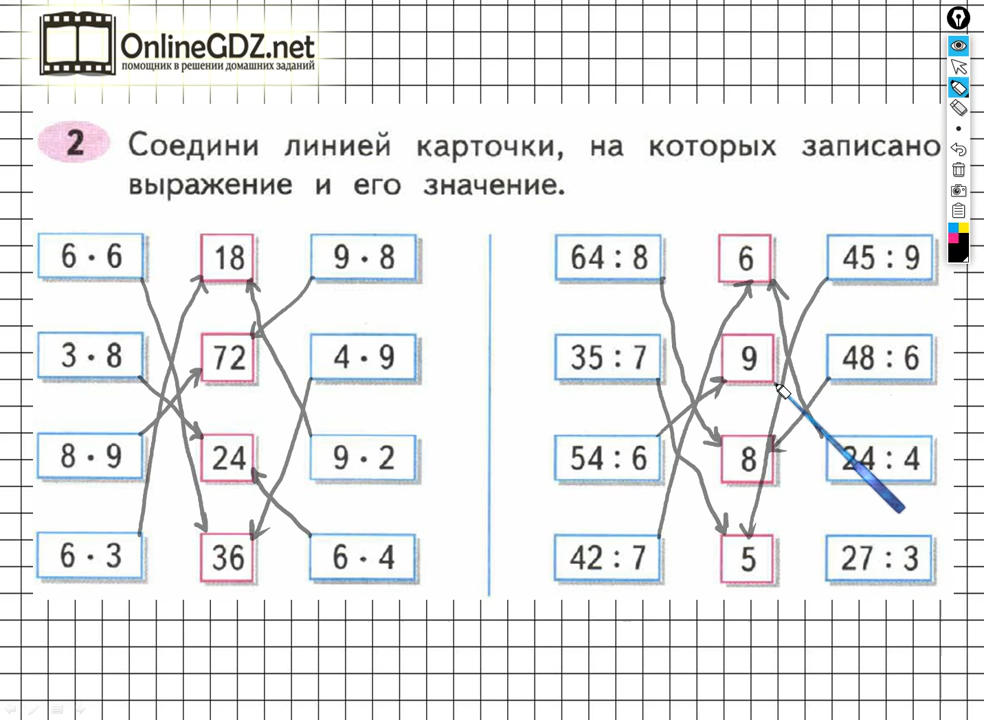 OnlineGDZ.net
помощник в решении домашних заданий
2 Соедини линией карточки, на которых записано
выражение и его значение.
6 · 6 18 9 · 8 64 : 8 6 45 : 9
3 · 8 72 4 · 9 35 : 7 9 48 : 6
8 · 9 24 9 · 2 54 : 6 8 24 : 4
6 · 3 36 6 · 4 42 : 7 5 27 : 3